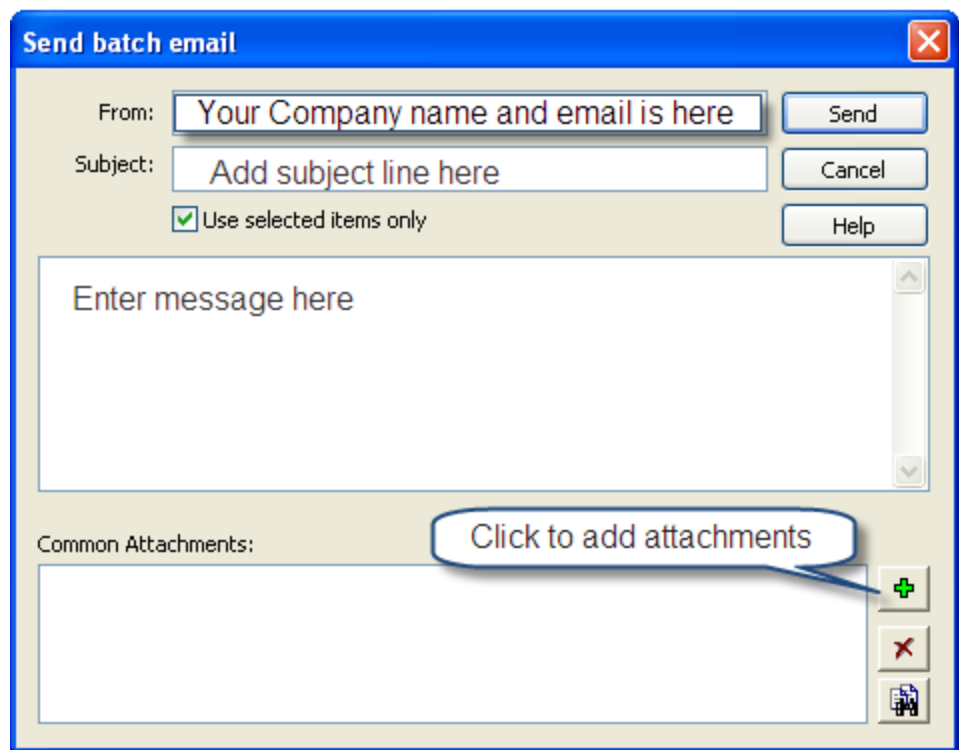 Send batch email
From: Your Company name and email is here Send
Subject: Add subject line here Cancel
Use selected items only Help
Enter message here
Click to add attachments
Common Attachments: